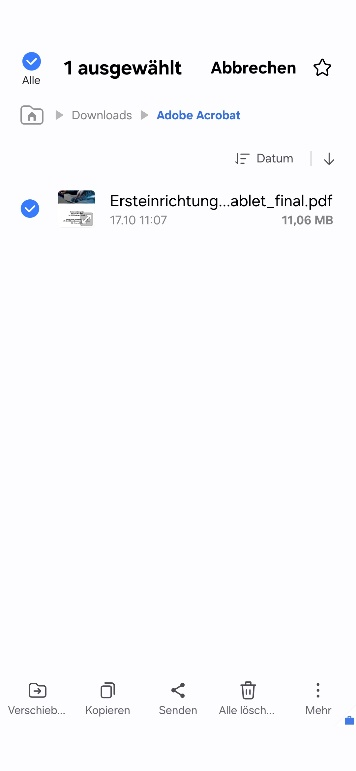 1 ausgewählt Abbrechen
Alle
Downloads Adobe Acrobat
Datum
Ersteinrichtung...ablet_final.pdf
17.10 11:07 11,06 MB
Verschieb... Kopieren Senden Alle lösch... Mehr